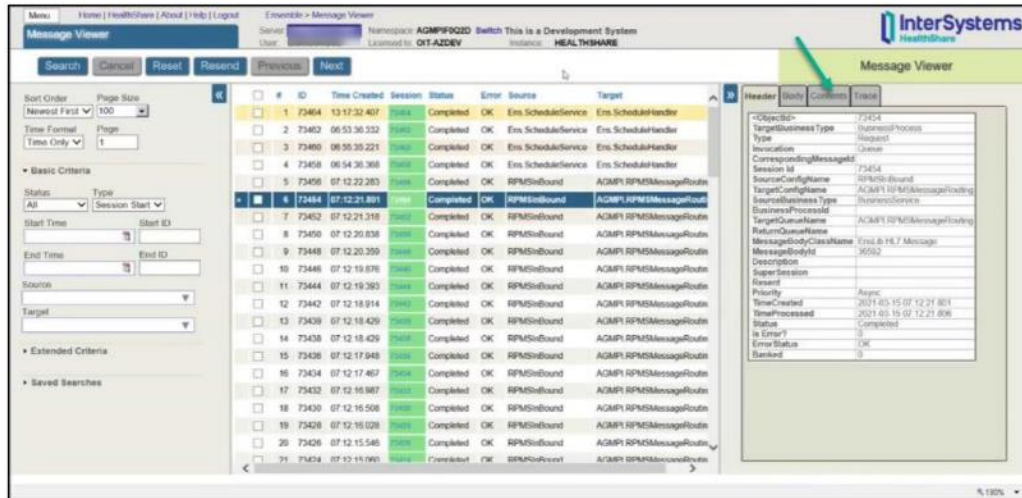 Menu Home | HealthShare | About | Help | Logout Ensemble > Message Viewer
Message Viewer
Server Namespace AGMPIF0Q2D Switch This is a Development System
User Licensed to OIT-AZDEV Instance HEALTHSHARE
InterSystems
HealthShare
Search Cancel Reset Resend Previous Next
Message Viewer
Sort Order Page Size
Newest First 100
Time Format Page
Time Only 1
Basic Criteria
Status Type
All Session Start
Start Time Start ID
End Time End ID
Source
Target
Extended Criteria
Saved Searches
# ID Time Created Session Status Error Source Target
1 73464 13:17:32.407 73464 Completed OK Ens.ScheduleService Ens.ScheduleHandler
2 73462 06:53:36.332 Completed OK Ens.ScheduleService Ens.ScheduleHandler
3 73460 06:55:35.221 Completed OK Ens.ScheduleService Ens.ScheduleHandler
4 73458 06:54:36.368 Completed OK Ens.ScheduleService Ens.ScheduleHandler
5 73456 07:12:22.283 Completed OK RPMSInBound AGMPI.RPMSMessageRoutin
6 73454 07:12:21.801 Completed OK RPMSInBound AGMPI.RPMSMessageRoutin
7 73452 07:12:21.318 Completed OK RPMSInBound AGMPI.RPMSMessageRoutin
8 73450 07:12:20.838 Completed OK RPMSInBound AGMPI.RPMSMessageRoutin
9 73448 07:12:20.359 Completed OK RPMSInBound AGMPI.RPMSMessageRoutin
10 73446 07:12:19.876 Completed OK RPMSInBound AGMPI.RPMSMessageRoutin
11 73444 07:12:19.393 Completed OK RPMSInBound AGMPI.RPMSMessageRoutin
12 73442 07:12:18.914 Completed OK RPMSInBound AGMPI.RPMSMessageRoutin
13 73439 07:12:18.429 Completed OK RPMSInBound AGMPI.RPMSMessageRoutin
14 73438 07:12:18.429 Completed OK RPMSInBound AGMPI.RPMSMessageRoutin
15 73436 07:12:17.948 Completed OK RPMSInBound AGMPI.RPMSMessageRoutin
16 73434 07:12:17.467 Completed OK RPMSInBound AGMPI.RPMSMessageRoutin
17 73432 07:12:16.987 Completed OK RPMSInBound AGMPI.RPMSMessageRoutin
18 73430 07:12:16.508 Completed OK RPMSInBound AGMPI.RPMSMessageRoutin
19 73428 07:12:16.028 Completed OK RPMSInBound AGMPI.RPMSMessageRoutin
20 73426 07:12:15.546 Completed OK RPMSInBound AGMPI.RPMSMessageRoutin
21 73424 07:12:15.060 Completed OK RPMSInBound AGMPI.RPMSMessageRoutin
Header Body Contents Trace
<ObjectId> 73454
TargetBusinessType BusinessProcess
Type Request
Invocation Queue
CorrespondingMessageId
Session Id 73454
SourceConfigName RPMSInBound
TargetConfigName AGMPI.RPMSMessageRouting
SourceBusinessType BusinessService
BusinessProcessId
TargetQueueName AGMPI.RPMSMessageRouting
ReturnQueueName
MessageBodyClassName EnsLib.HL7.Message
MessageBodyId 36592
Description
SuperSession
Resent
Priority Async
TimeCreated 2021-03-15 07:12:21.801
TimeProcessed 2021-03-15 07:12:21.806
Status Completed
Is Error? 0
ErrorStatus OK
Banked 0
130%